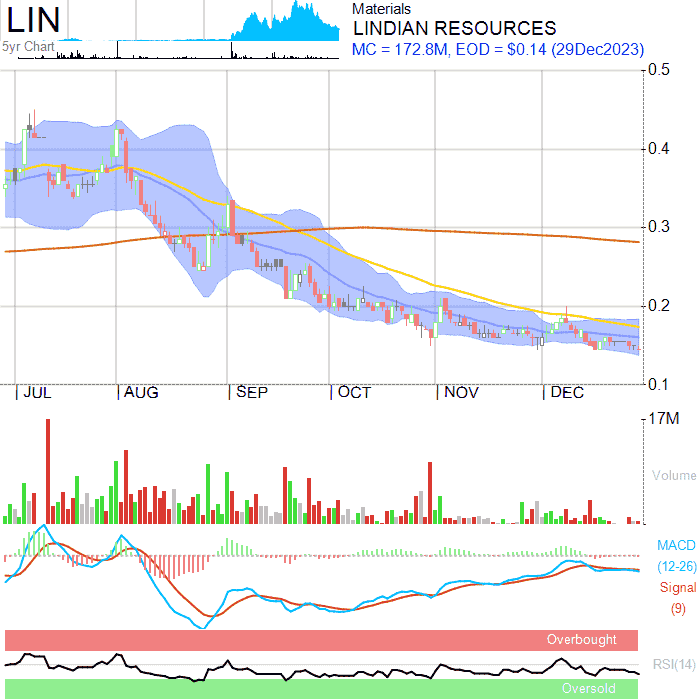 LIN
5yr Chart
Materials
LINDIAN RESOURCES
MC = 172.8M, EOD = $0.14 (29Dec2023)
0.5
0.4
0.3
0.2
0.1
JUL AUG SEP OCT NOV DEC
17M
Volume
MACD
(12-26)
Signal
(9)
Overbought
RSI(14)
Oversold